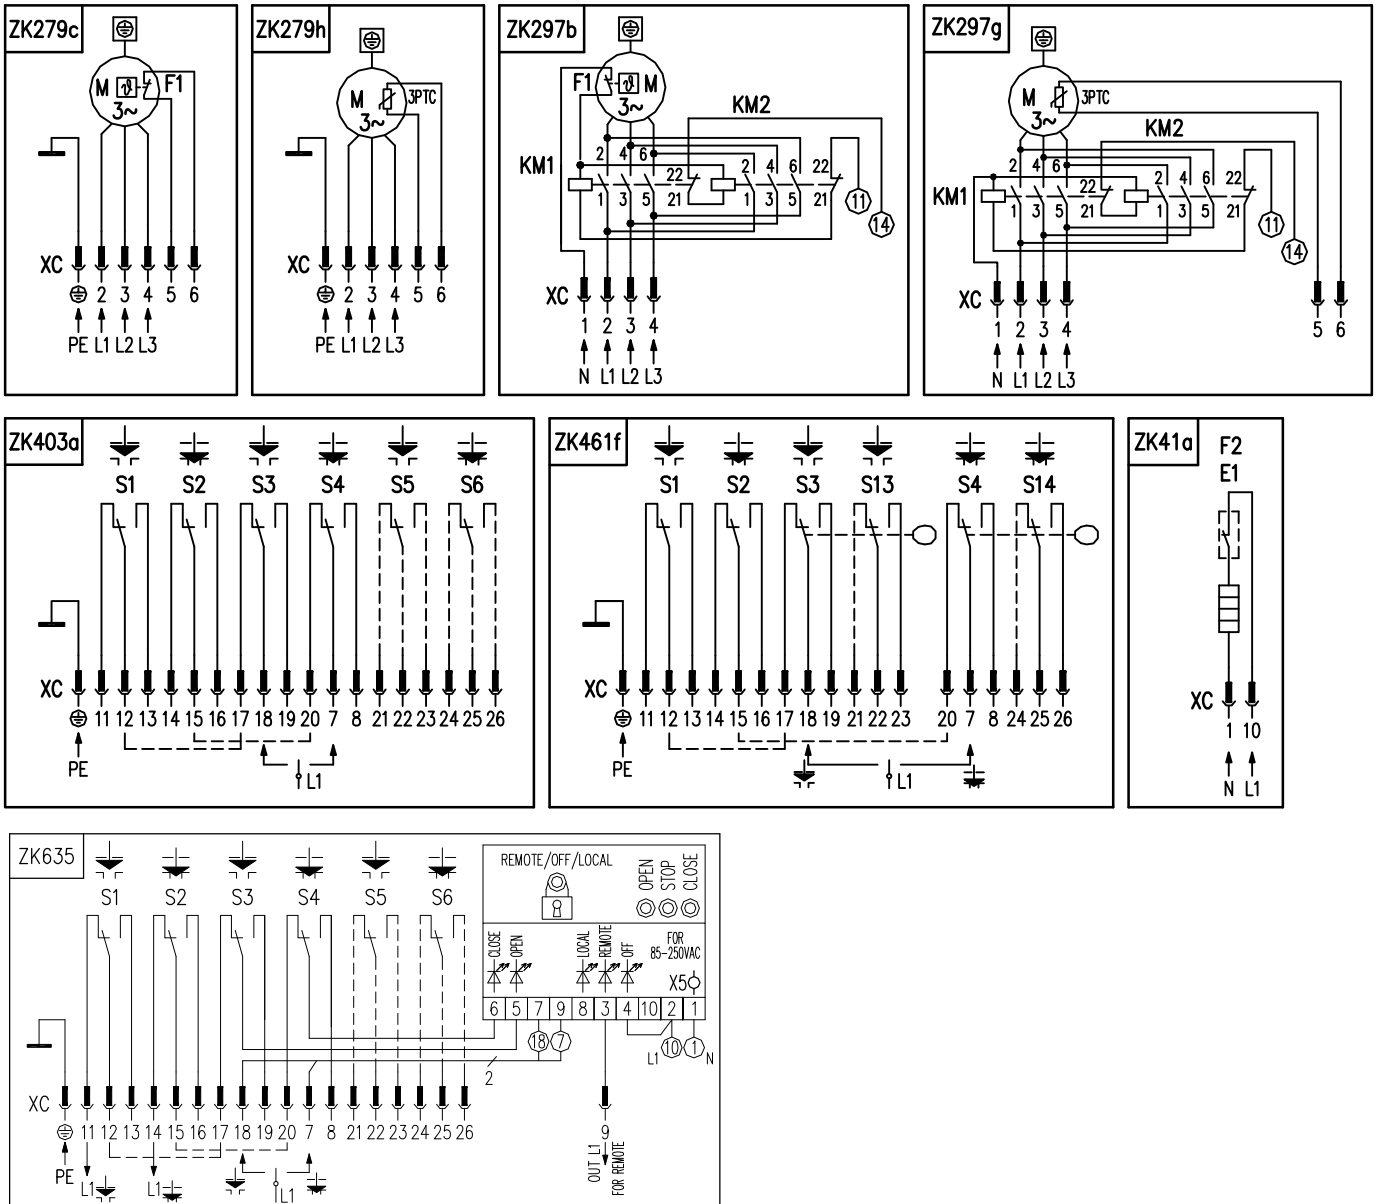 ZK279c
M ϑ F1
3~
XC
2 3 4 5 6
PE L1 L2 L3
ZK279h
M 3PTC
3~
XC
2 3 4 5 6
PE L1 L2 L3
ZK297b
F1 ϑ M
3~
KM2
KM1
2 4 6 22 2 4 6 22
1 3 5 21 1 3 5 21
11
14
XC
1 2 3 4
N L1 L2 L3
ZK297g
M 3PTC
3~
KM2
KM1
2 4 6 22 2 4 6 22
1 3 5 21 1 3 5 21
11
14
XC
1 2 3 4 5 6
N L1 L2 L3
ZK403a
S1 S2 S3 S4 S5 S6
XC
11 12 13 14 15 16 17 18 19 20 7 8 21 22 23 24 25 26
PE
L1
ZK461f
S1 S2 S3 S13 S4 S14
XC
11 12 13 14 15 16 17 18 19 21 22 23 20 7 8 24 25 26
PE
L1
ZK41a
F2
E1
XC
1 10
N L1
ZK635
S1 S2 S3 S4 S5 S6
REMOTE/OFF/LOCAL
OPEN
STOP
CLOSE
CLOSE
OPEN
LOCAL
REMOTE
OFF
FOR
85-250VAC
X5
6 5 7 9 8 3 4 10 2 1
18 7
L1 10 1 N
2
XC
11 12 13 14 15 16 17 18 19 20 7 8 21 22 23 24 25 26
9
PE
L1 L1 L1
OUT L1
FOR REMOTE